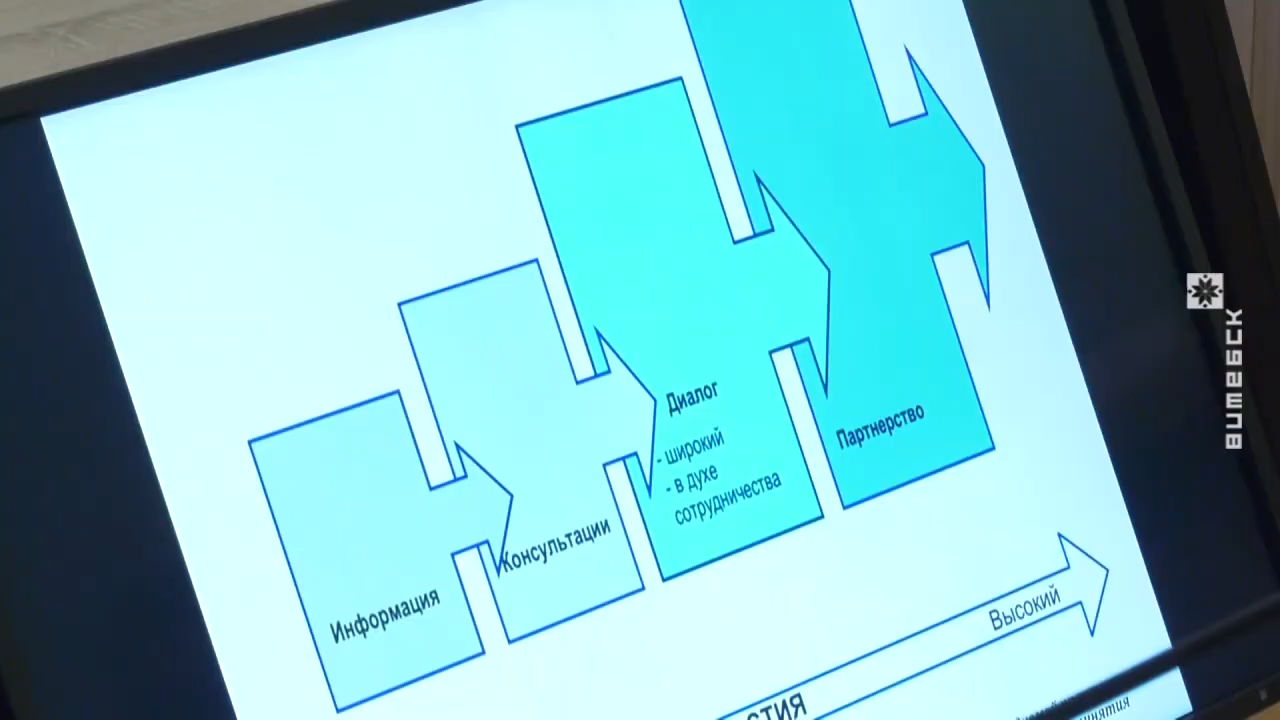 Информация
Консультации
Диалог
- широкий
- в духе
сотрудничества
Партнерство
Высокий
витебск